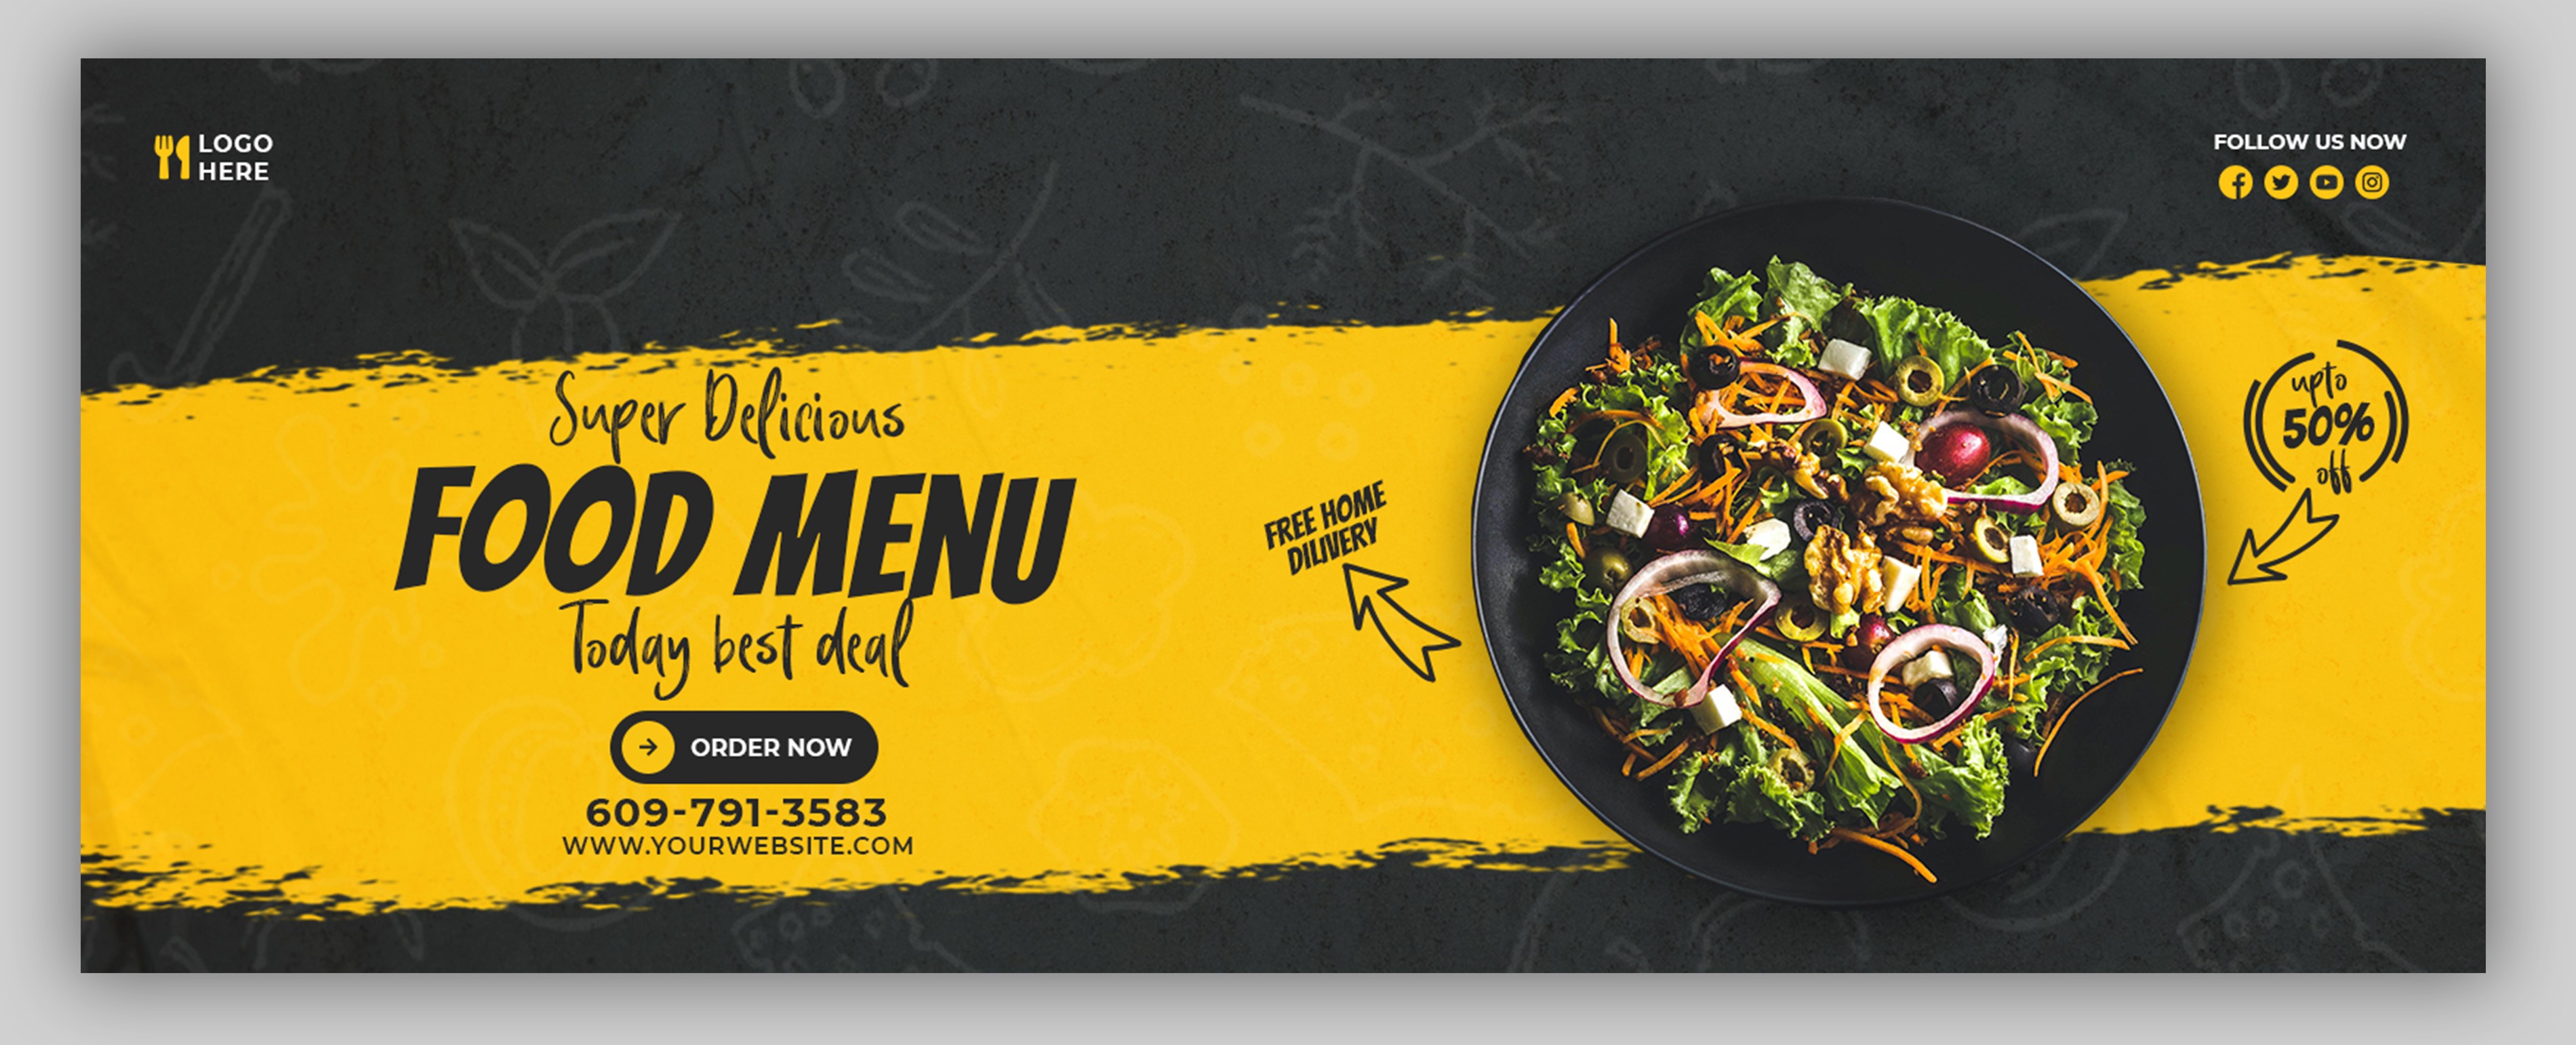 LOGO
HERE
FOLLOW US NOW
Super Delicious
FOOD MENU
Today best deal
ORDER NOW
609-791-3583
WWW.YOURWEBSITE.COM
FREE HOME
DILIVERY
upto
50%
off